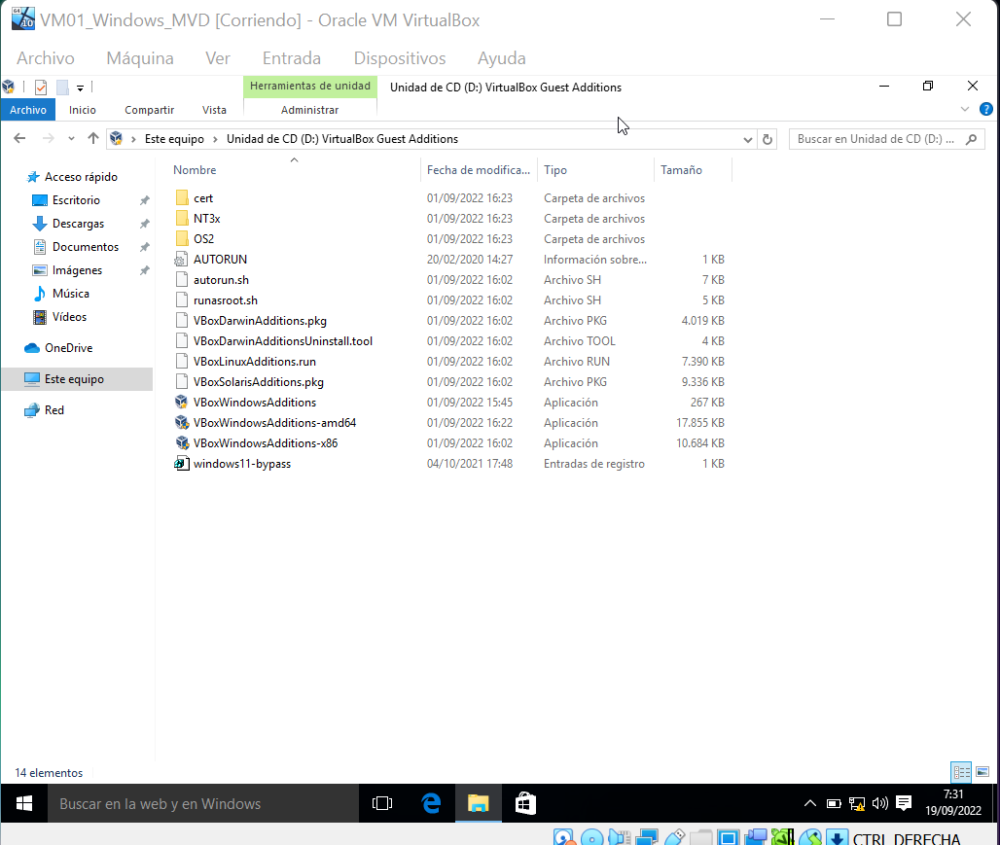 VM01_Windows_MVD [Corriendo] - Oracle VM VirtualBox
Archivo Máquina Ver Entrada Dispositivos Ayuda
Herramientas de unidad Unidad de CD (D:) VirtualBox Guest Additions
Archivo Inicio Compartir Vista Administrar
Este equipo Unidad de CD (D:) VirtualBox Guest Additions Buscar en Unidad de CD (D:) ...
Nombre Fecha de modifica... Tipo Tamaño
Acceso rápido
Escritorio
Descargas
Documentos
Imágenes
Música
Vídeos
OneDrive
Este equipo
Red
cert 01/09/2022 16:23 Carpeta de archivos
NT3x 01/09/2022 16:23 Carpeta de archivos
OS2 01/09/2022 16:23 Carpeta de archivos
AUTORUN 20/02/2020 14:27 Información sobre... 1 KB
autorun.sh 01/09/2022 16:02 Archivo SH 7 KB
runasroot.sh 01/09/2022 16:02 Archivo SH 5 KB
VBoxDarwinAdditions.pkg 01/09/2022 16:02 Archivo PKG 4.019 KB
VBoxDarwinAdditionsUninstall.tool 01/09/2022 16:02 Archivo TOOL 4 KB
VBoxLinuxAdditions.run 01/09/2022 16:02 Archivo RUN 7.390 KB
VBoxSolarisAdditions.pkg 01/09/2022 16:02 Archivo PKG 9.336 KB
VBoxWindowsAdditions 01/09/2022 15:45 Aplicación 267 KB
VBoxWindowsAdditions-amd64 01/09/2022 16:22 Aplicación 17.855 KB
VBoxWindowsAdditions-x86 01/09/2022 16:02 Aplicación 10.684 KB
windows11-bypass 04/10/2021 17:48 Entradas de registro 1 KB
14 elementos
Buscar en la web y en Windows
7:31
19/09/2022
CTRL DERECHA